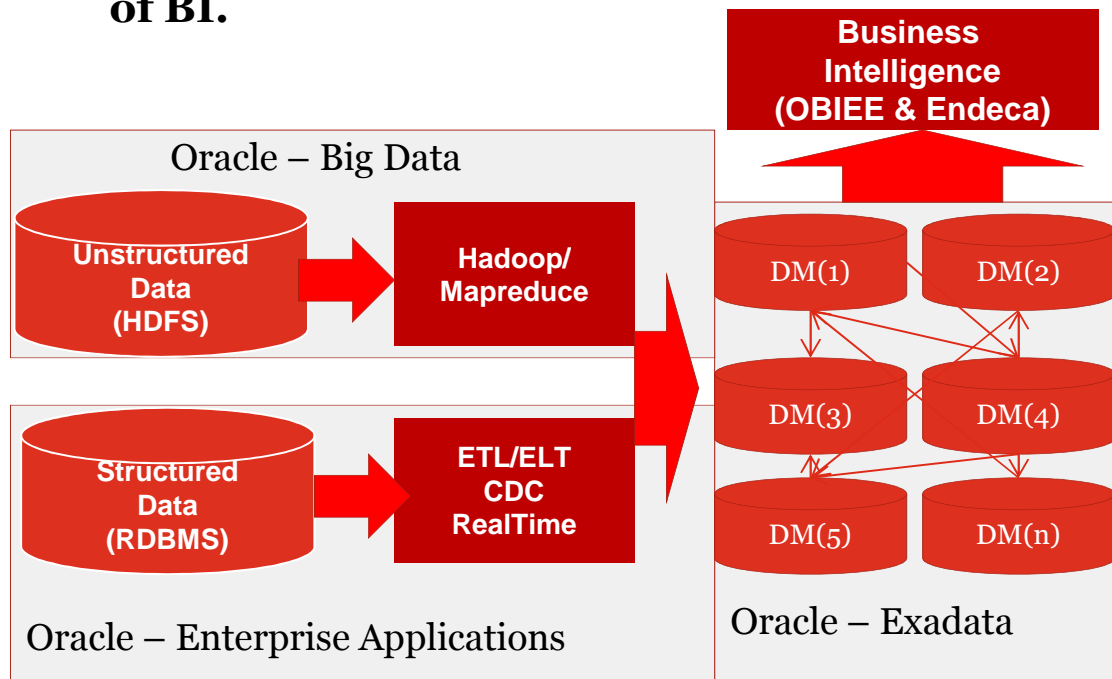 of BI.
Business
Intelligence
(OBIEE & Endeca)
Oracle – Big Data
Unstructured
Data
(HDFS)
Hadoop/
Mapreduce
DM(1)
DM(2)
DM(3)
DM(4)
DM(5)
DM(n)
Structured
Data
(RDBMS)
ETL/ELT
CDC
RealTime
Oracle – Enterprise Applications
Oracle – Exadata